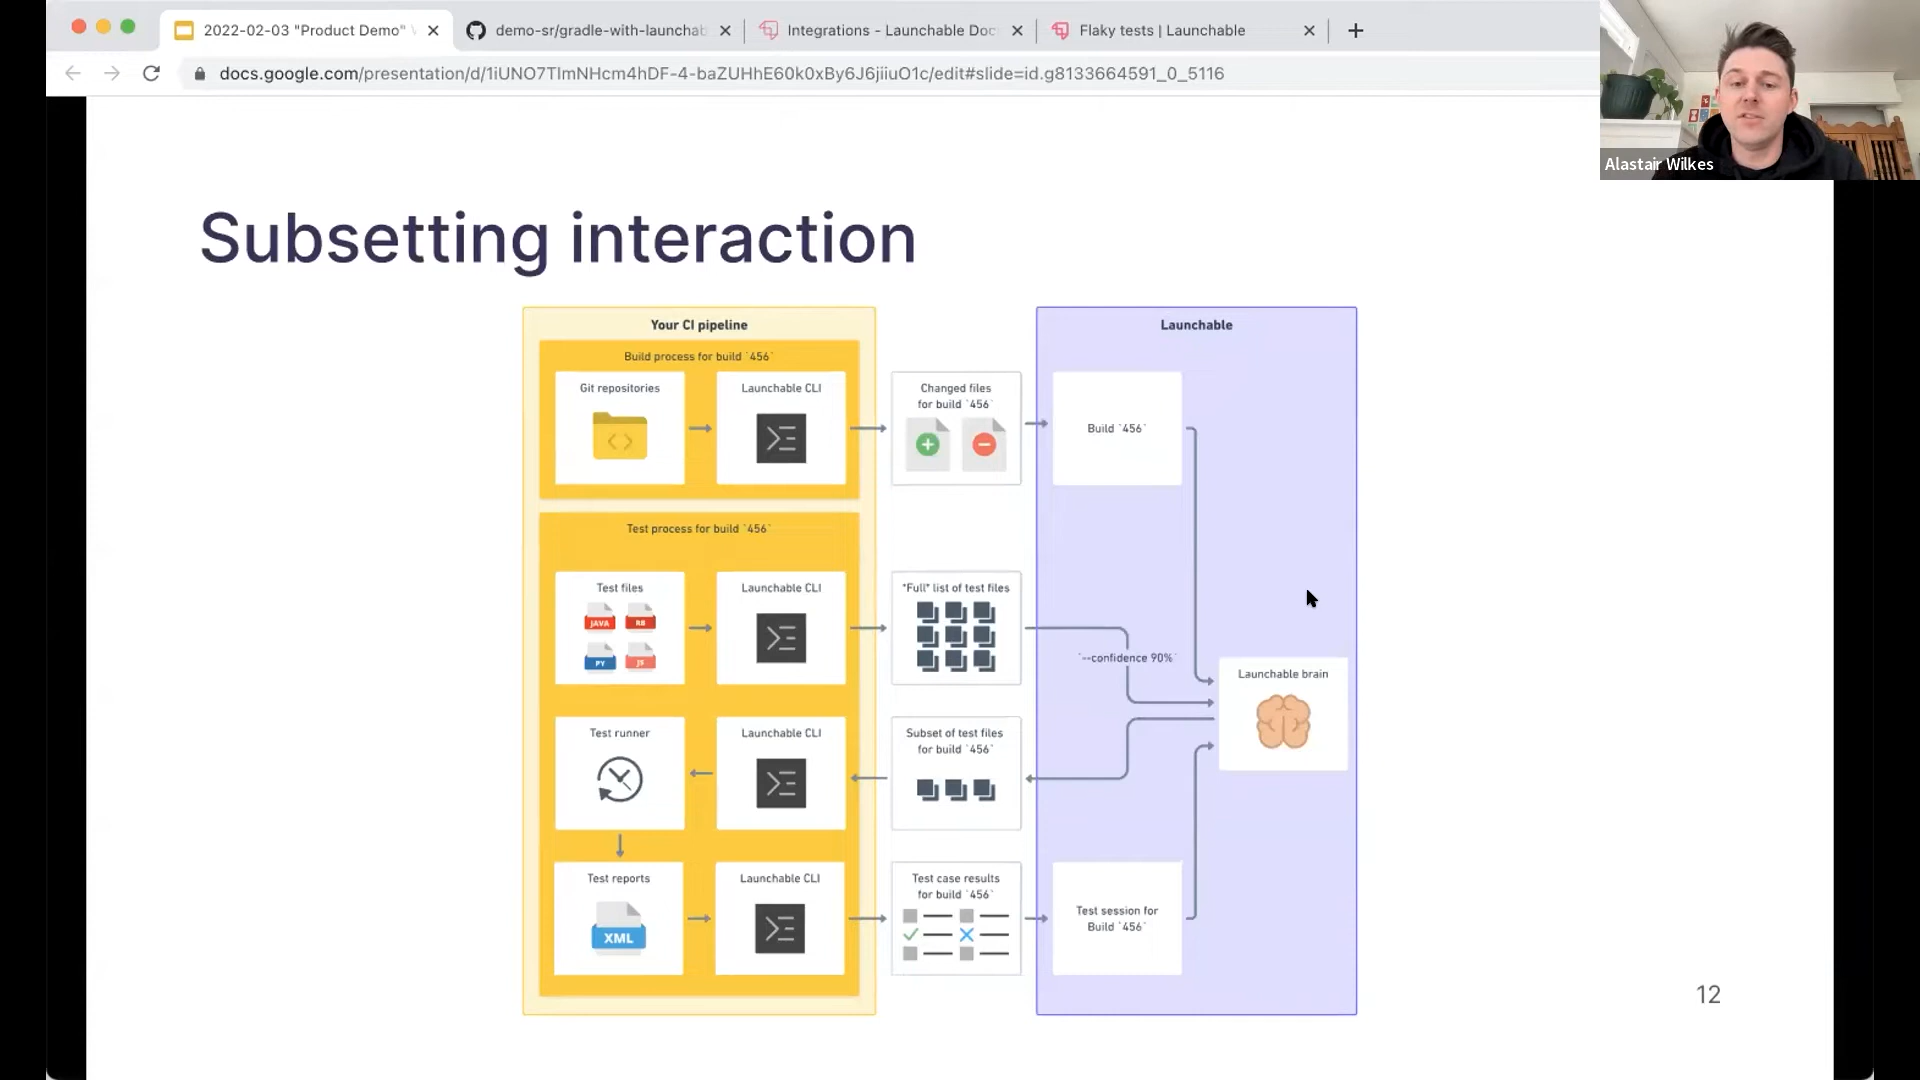 2022-02-03 "Product Demo"
demo-sr/gradle-with-launchab
Integrations - Launchable Doc
Flaky tests | Launchable
docs.google.com/presentation/d/1iUNO7TImNHcm4hDF-4-baZUHhE60k0xBy6J6jiiuO1c/edit#slide=id.g8133664591_0_5116
Alastair Wilkes
Subsetting interaction
Your CI pipeline
Launchable
Build process for build `456`
Git repositories
Launchable CLI
Changed files
for build `456`
Build `456`
Test process for build `456`
Test files
JAVA
RB
PY
JS
Launchable CLI
*Full* list of test files
`--confidence 90%`
Launchable brain
Test runner
Launchable CLI
Subset of test files
for build `456`
Test reports
XML
Launchable CLI
Test case results
for build `456`
Test session for
Build `456`
12